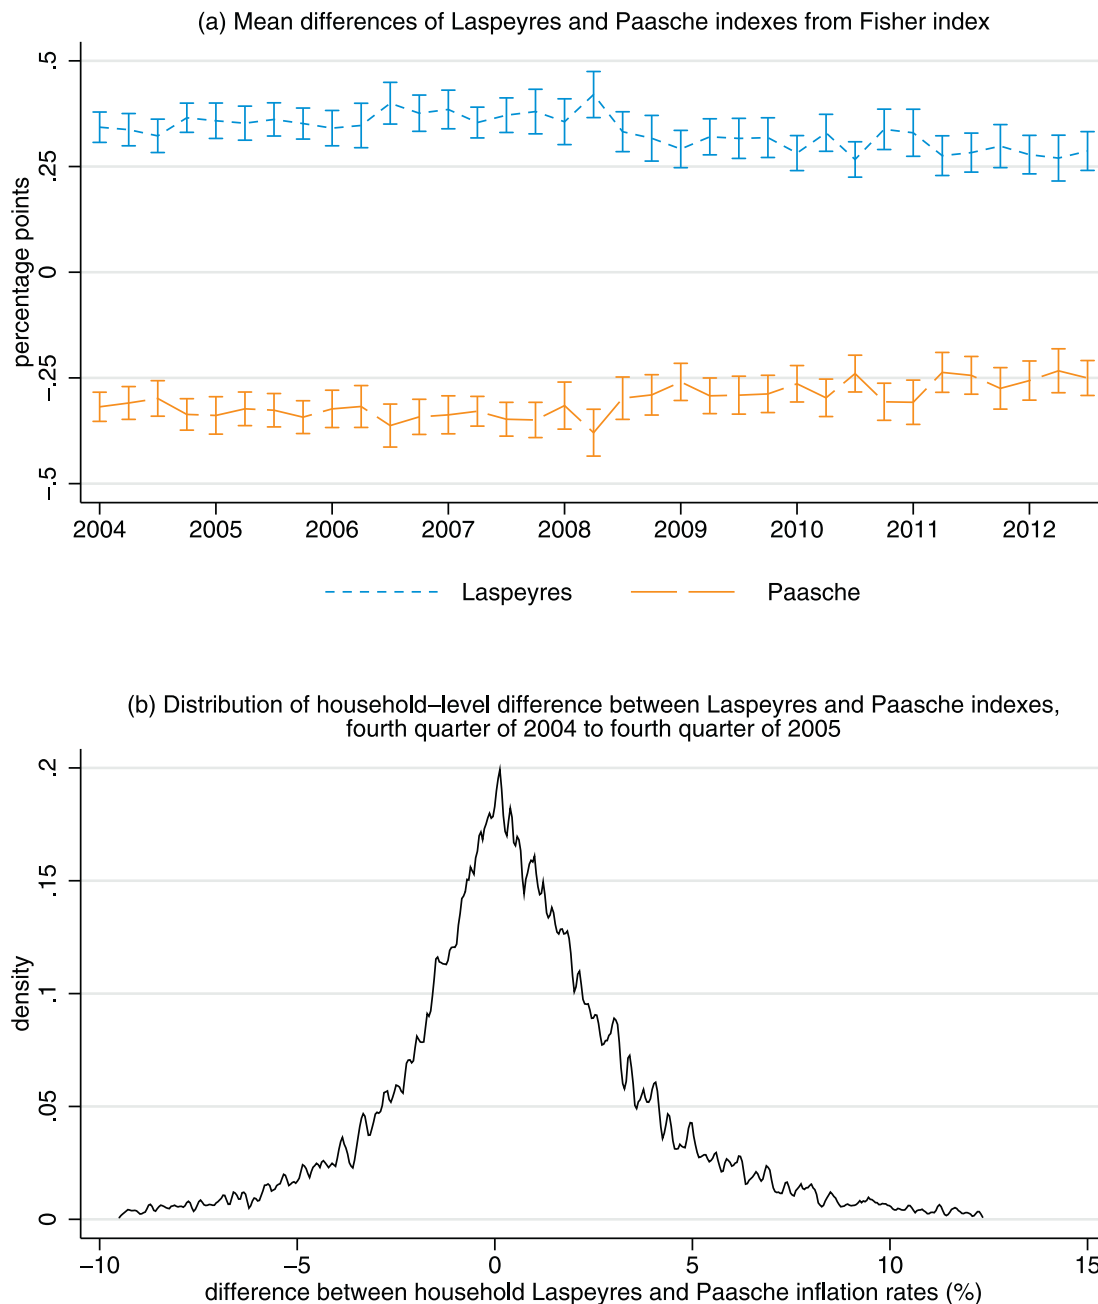 (a) Mean differences of Laspeyres and Paasche indexes from Fisher index
percentage points
.5
.25
0
−.25
−.5
2004 2005 2006 2007 2008 2009 2010 2011 2012
Laspeyres Paasche
(b) Distribution of household−level difference between Laspeyres and Paasche indexes,
fourth quarter of 2004 to fourth quarter of 2005
density
.2
.15
.1
.05
0
−10 −5 0 5 10 15
difference between household Laspeyres and Paasche inflation rates (%)